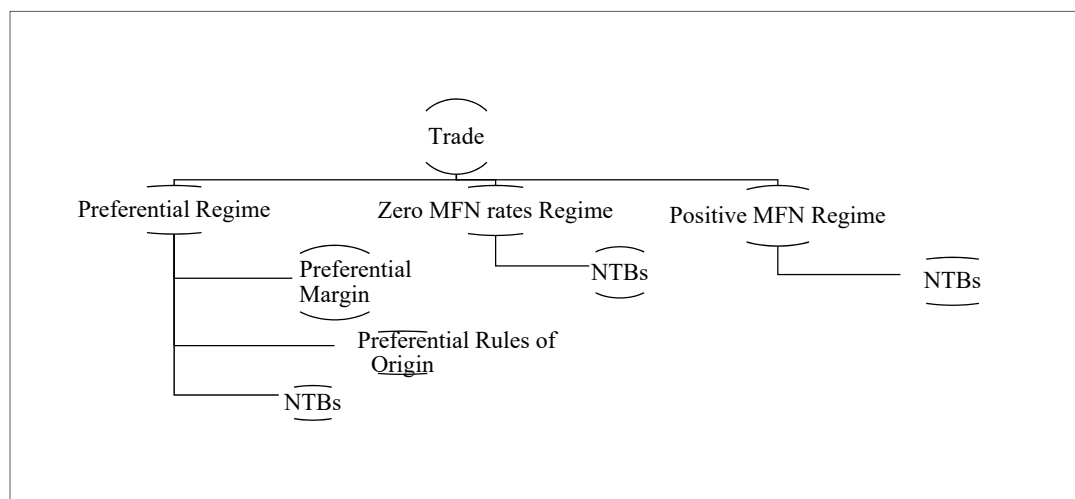 Trade
Preferential Regime
Zero MFN rates Regime
Positive MFN Regime
Preferential
Margin
NTBs
NTBs
Preferential Rules of
Origin
NTBs